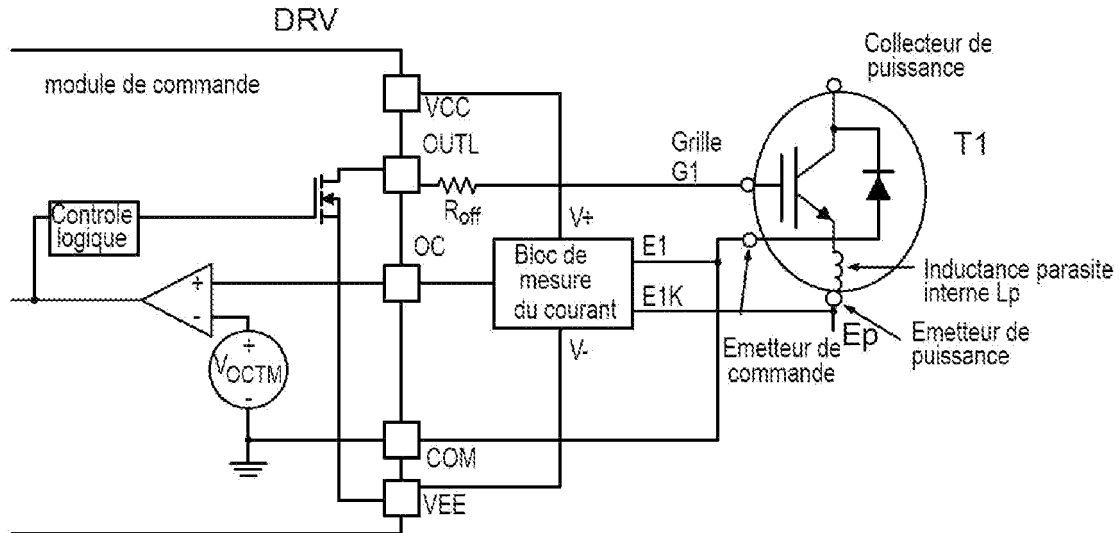 DRV
module de commande
VCC
OUTL
Roff
OC
Controle
logique
+
-
VOCTM
+
-
COM
VEE
V+
Bloc de
mesure
du courant
V-
E1
E1K
Grille
G1
Collecteur de
puissance
T1
Inductance parasite
interne Lp
Ep
Emetteur de
puissance
Emetteur de
commande